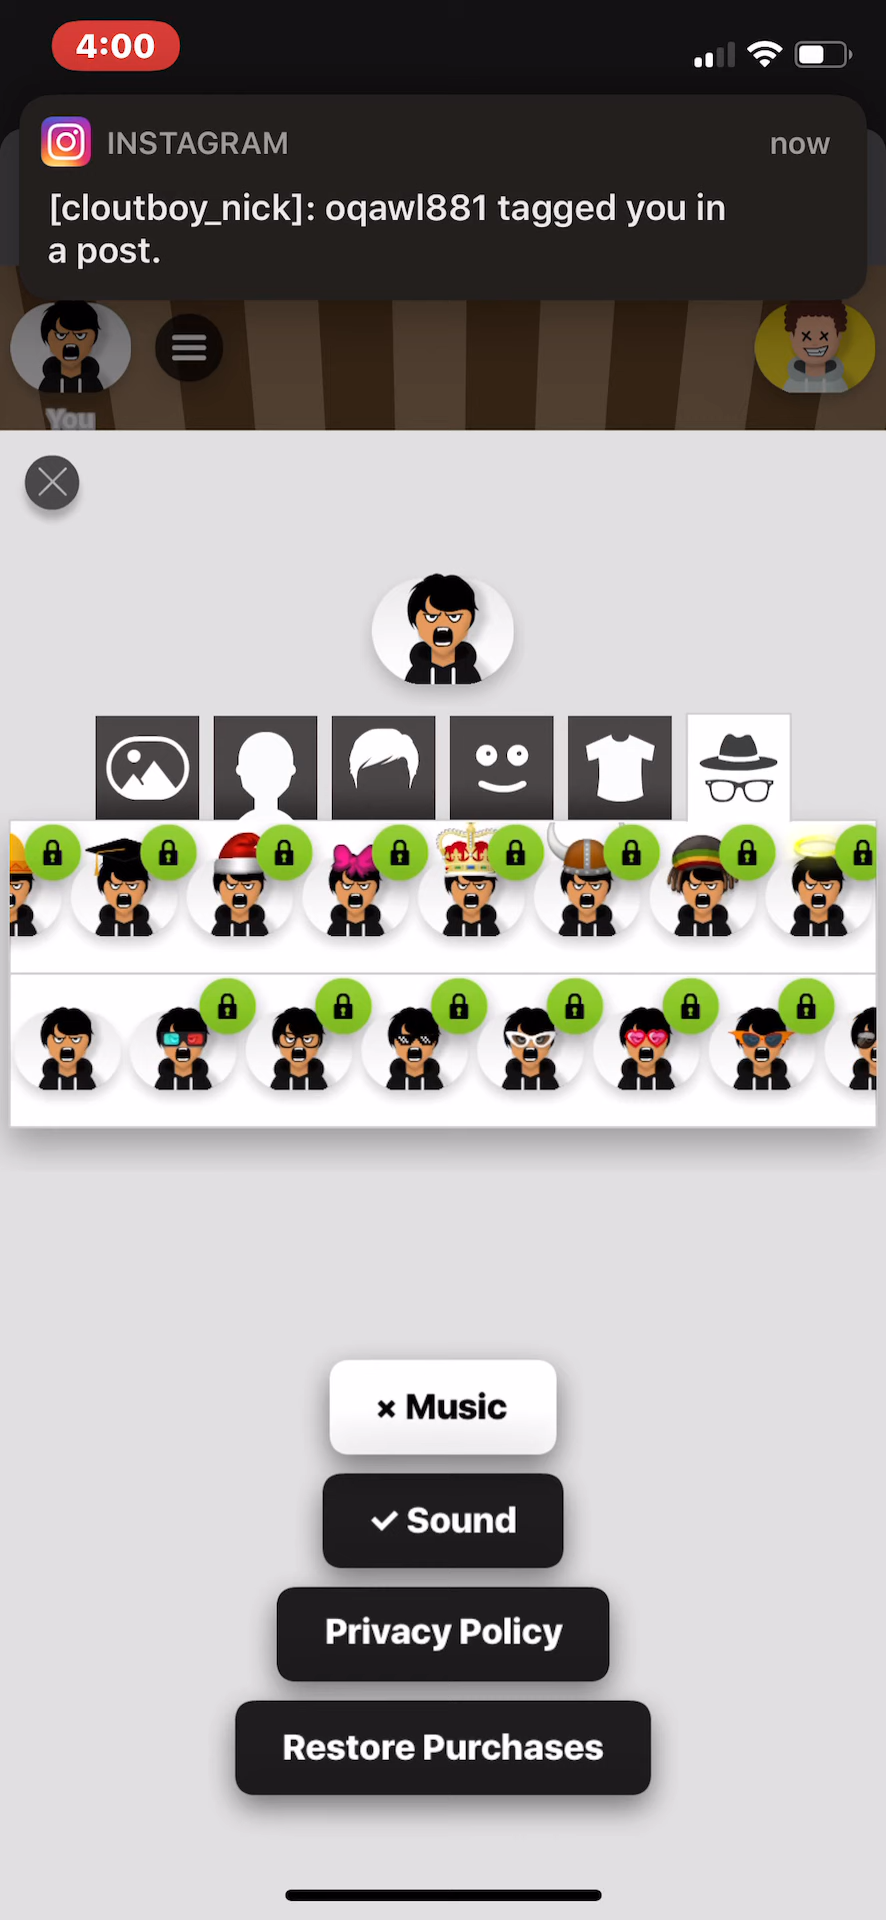 4:00
INSTAGRAM now
[cloutboy_nick]: oqawl881 tagged you in
a post.
You
× Music
✓ Sound
Privacy Policy
Restore Purchases